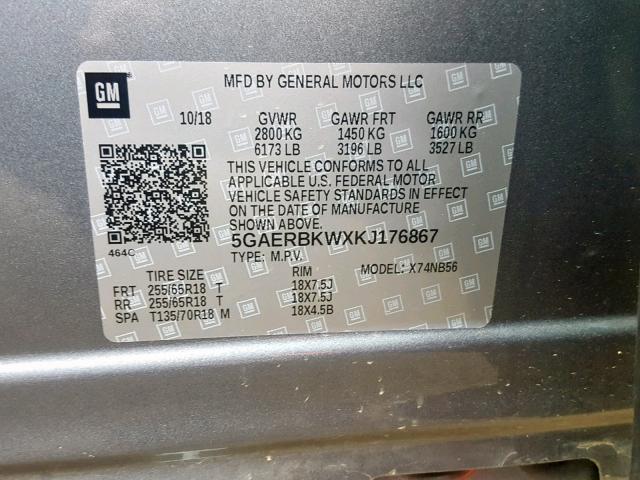 GM
MFD BY GENERAL MOTORS LLC
10/18 GVWR GAWR FRT GAWR RR
2800 KG 1450 KG 1600 KG
6173 LB 3196 LB 3527 LB
THIS VEHICLE CONFORMS TO ALL
APPLICABLE U.S. FEDERAL MOTOR
VEHICLE SAFETY STANDARDS IN EFFECT
ON THE DATE OF MANUFACTURE
SHOWN ABOVE.
464C 5GAERBKWXKJ176867
TYPE: M.P.V. MODEL: X74NB56
TIRE SIZE RIM
FRT 255/65R18 T 18X7.5J
RR 255/65R18 T 18X7.5J
SPA T135/70R18 M 18X4.5B